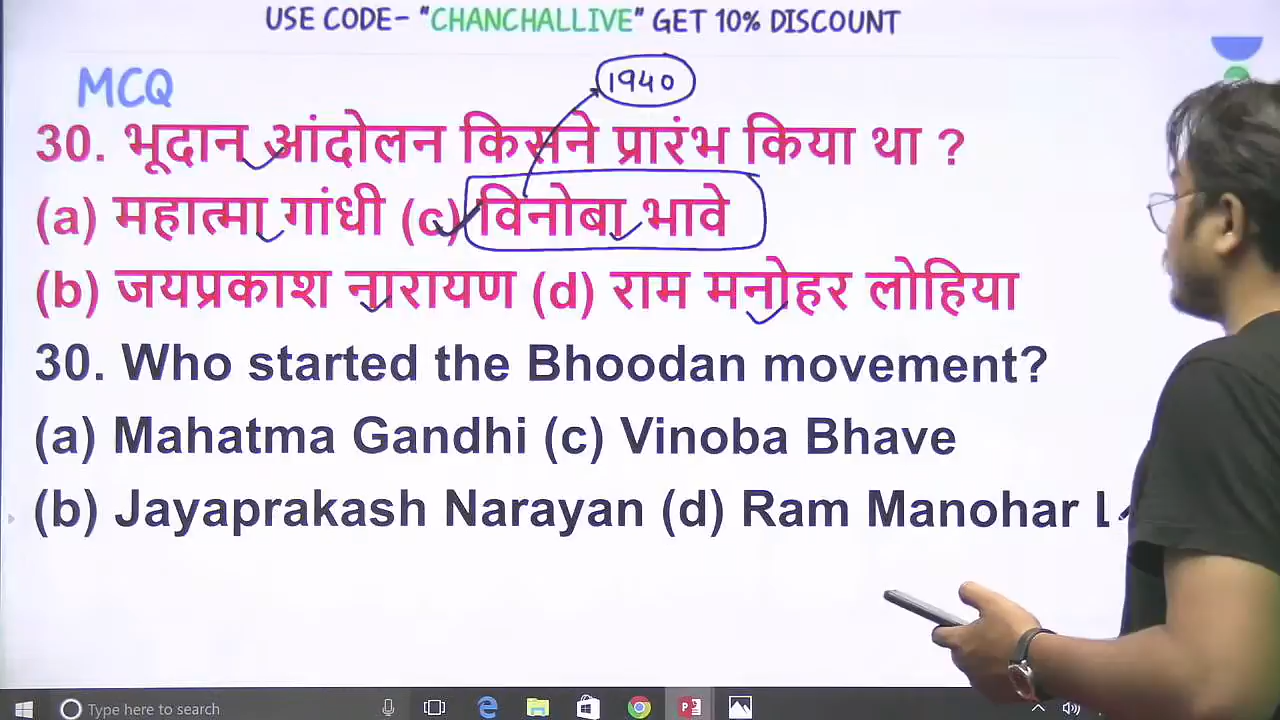 USE CODE- "CHANCHALLIVE" GET 10% DISCOUNT
1940
MCQ
30. भूदान आंदोलन किसने प्रारंभ किया था ?
(a) महात्मा गांधी (c) विनोबा भावे
(b) जयप्रकाश नारायण (d) राम मनोहर लोहिया
30. Who started the Bhoodan movement?
(a) Mahatma Gandhi (c) Vinoba Bhave
(b) Jayaprakash Narayan (d) Ram Manohar
Type here to search